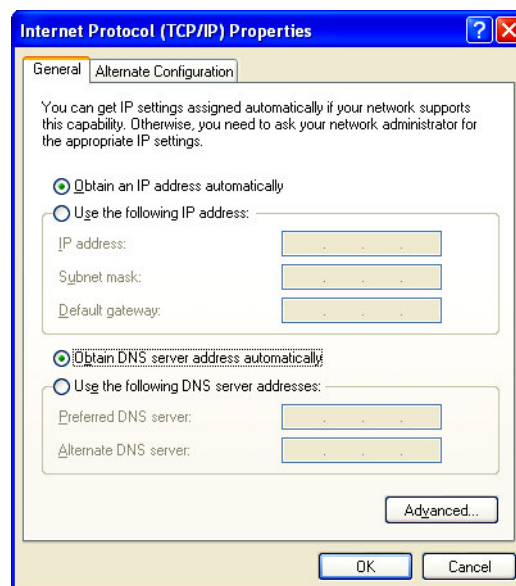 Internet Protocol (TCP/IP) Properties
General
Alternate Configuration
You can get IP settings assigned automatically if your network supports
this capability. Otherwise, you need to ask your network administrator for
the appropriate IP settings.
Obtain an IP address automatically
Use the following IP address:
IP address:
Subnet mask:
Default gateway:
Obtain DNS server address automatically
Use the following DNS server addresses:
Preferred DNS server:
Alternate DNS server:
Advanced...
OK
Cancel